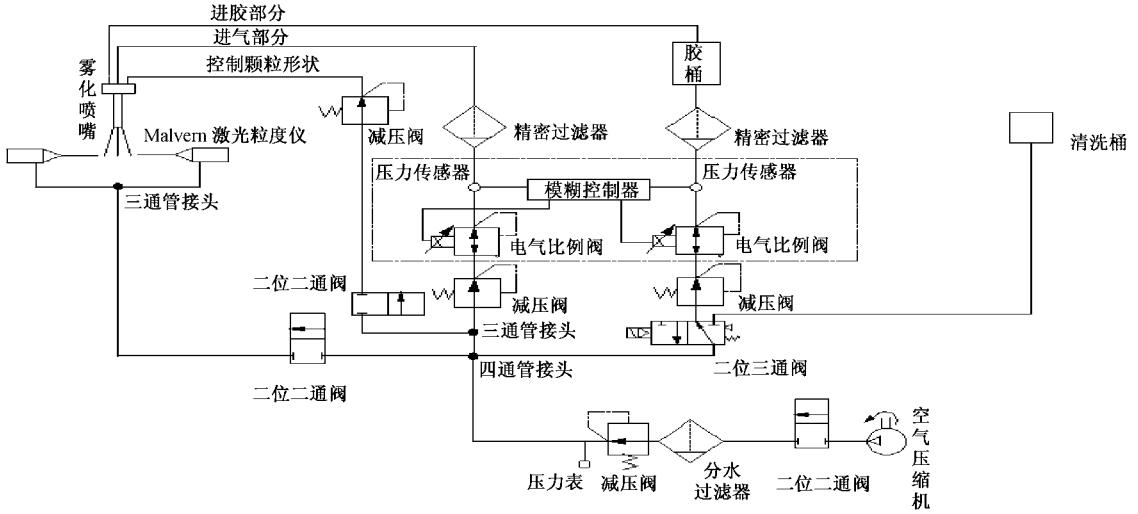 进胶部分
进气部分
控制颗粒形状
雾化喷嘴
胶桶
减压阀
精密过滤器
精密过滤器
清洗桶
Malvern 激光粒度仪
三通管接头
压力传感器
模糊控制器
压力传感器
电气比例阀
电气比例阀
二位二通阀
减压阀
减压阀
三通管接头
四通管接头
二位三通阀
二位二通阀
压力表
减压阀
分水
过滤器
二位二通阀
空气压缩机